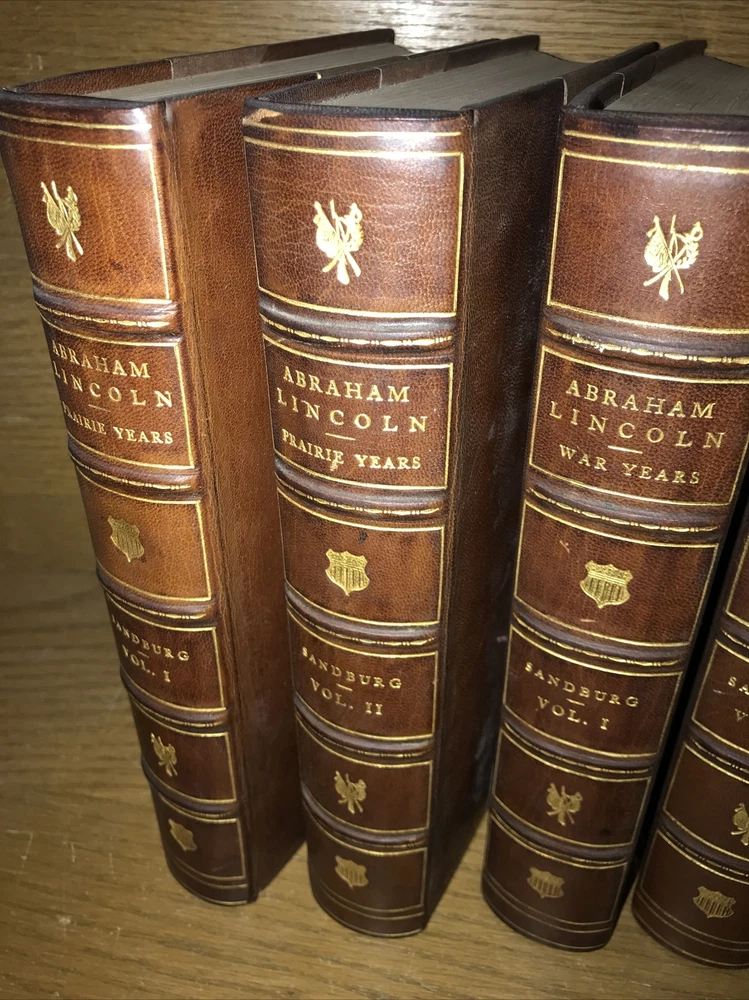 ABRAHAM
LINCOLN
PRAIRIE YEARS
SANDBURG
VOL. I
ABRAHAM
LINCOLN
PRAIRIE YEARS
SANDBURG
VOL. II
ABRAHAM
LINCOLN
WAR YEARS
SANDBURG
VOL. I